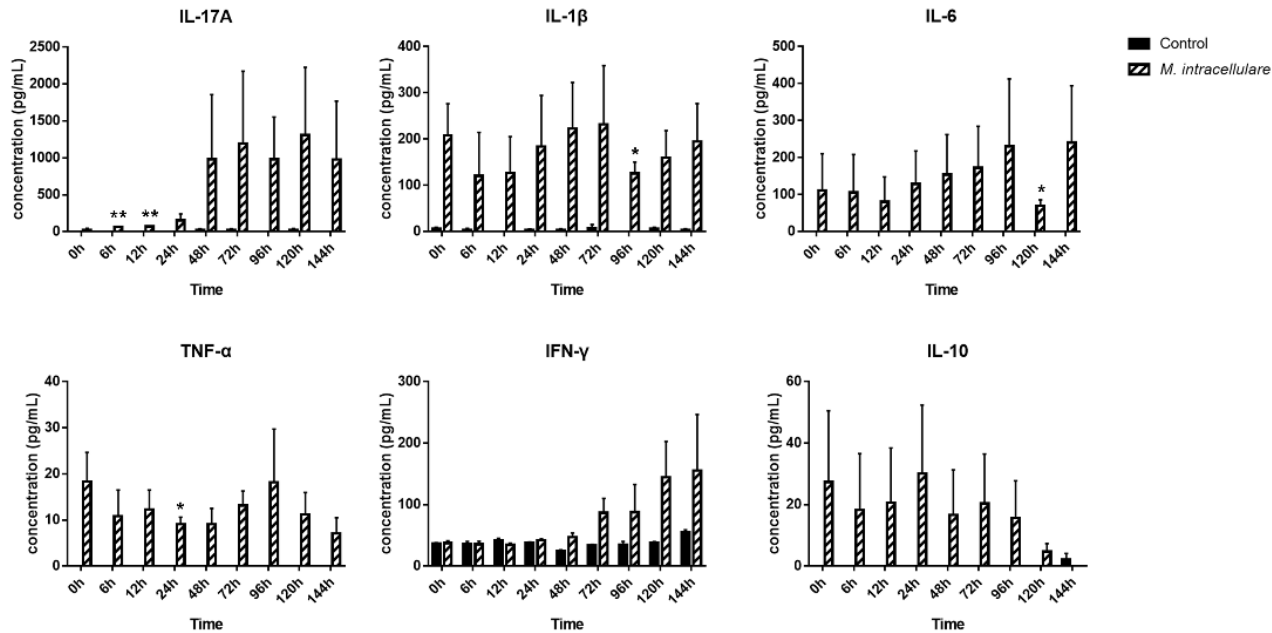 IL-17A
concentration (pg/mL)
2500
2000
1500
1000
500
0
** **
0h 6h 12h 24h 48h 72h 96h 120h 144h
Time
IL-1β
concentration (pg/mL)
400
300
200
100
0
*
0h 6h 12h 24h 48h 72h 96h 120h 144h
Time
IL-6
concentration (pg/mL)
500
400
300
200
100
0
*
0h 6h 12h 24h 48h 72h 96h 120h 144h
Time
Control
M. intracellulare
TNF-α
concentration (pg/mL)
40
30
20
10
0
*
0h 6h 12h 24h 48h 72h 96h 120h 144h
Time
IFN-γ
concentration (pg/mL)
300
200
100
0
0h 6h 12h 24h 48h 72h 96h 120h 144h
Time
IL-10
concentration (pg/mL)
60
40
20
0
0h 6h 12h 24h 48h 72h 96h 120h 144h
Time